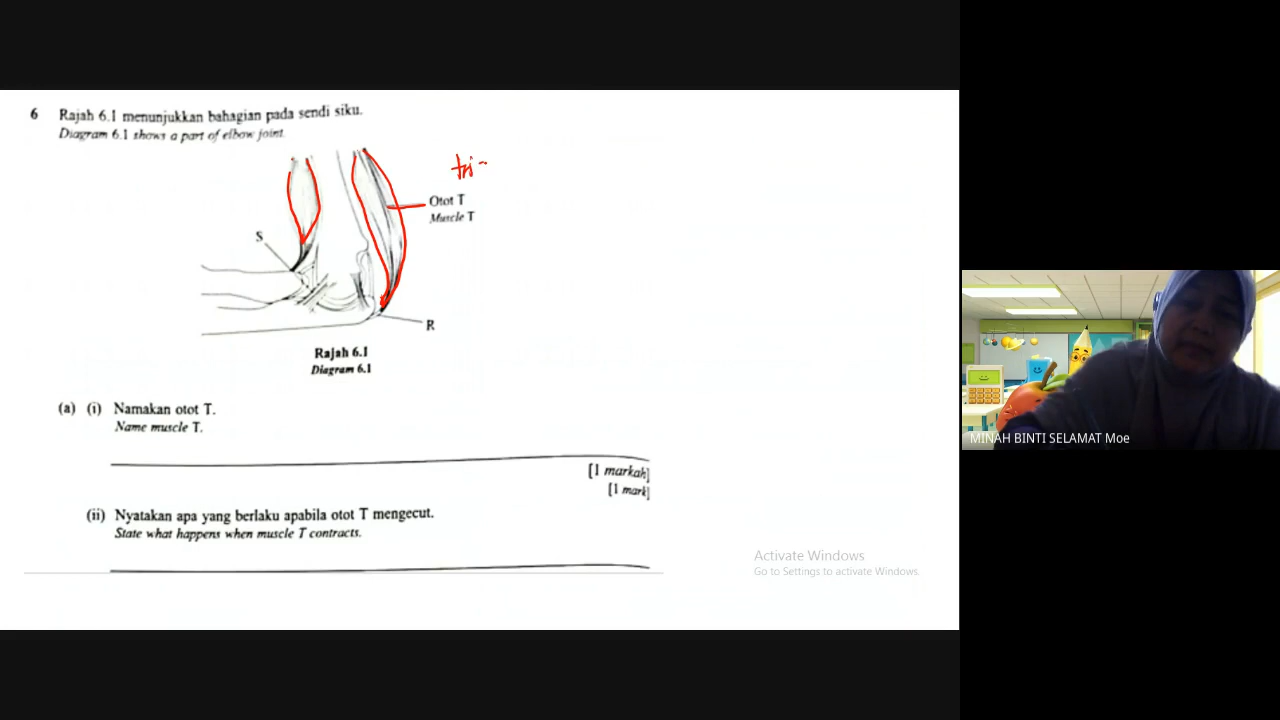 6 Rajah 6.1 menunjukkan bahagian pada sendi siku.
Diagram 6.1 shows a part of elbow joint.
tri-
Otot T
Muscle T
S
R
Rajah 6.1
Diagram 6.1
(a) (i) Namakan otot T.
Name muscle T.
[1 markah]
[1 mark]
(ii) Nyatakan apa yang berlaku apabila otot T mengecut.
State what happens when muscle T contracts.
Activate Windows
Go to Settings to activate Windows.
MINAH BINTI SELAMAT Moe